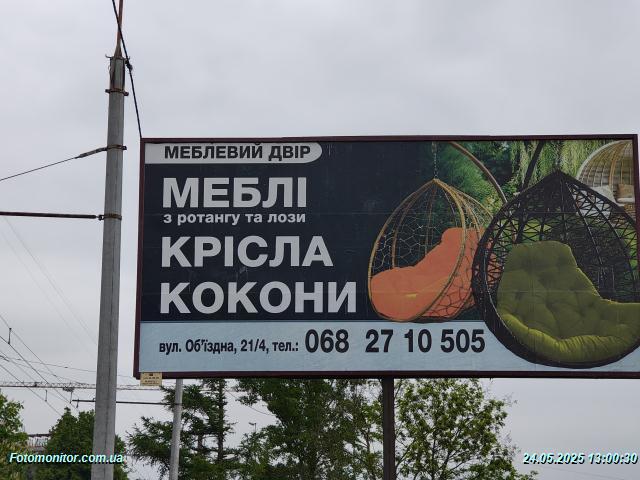 МЕБЛЕВИЙ ДВІР
МЕБЛІ
з ротангу та лози
КРІСЛА
КОКОНИ
вул. Об'їздна, 21/4, тел.: 068 27 10 505
Fotomonitor.com.ua
24.05.2025 13:00:30